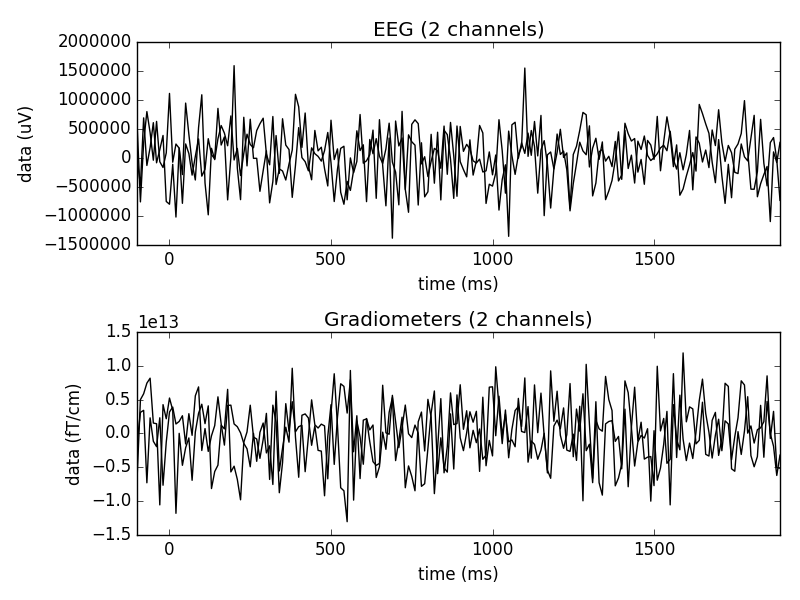 EEG (2 channels)
2000000
1500000
1000000
500000
0
−500000
−1000000
−1500000
data (uV)
0 500 1000 1500
time (ms)
Gradiometers (2 channels)
1e13
1.5
1.0
0.5
0.0
−0.5
−1.0
−1.5
data (fT/cm)
0 500 1000 1500
time (ms)